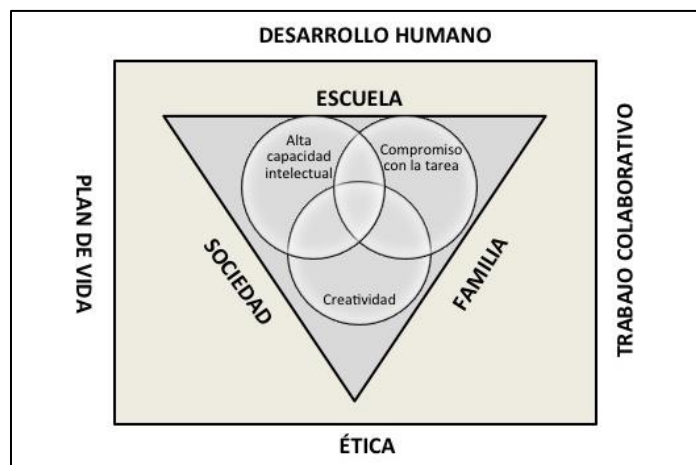 DESARROLLO HUMANO
ESCUELA
Alta
capacidad
intelectual
Compromiso
con la tarea
PLAN DE VIDA
SOCIEDAD
FAMILIA
TRABAJO COLABORATIVO
Creatividad
ÉTICA